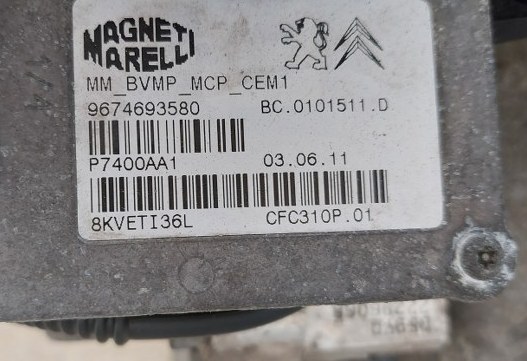 MAGNETI
MARELLI
MM_BVMP_MCP_CEM1
9674693580 BC.0101511.D
P7400AA1 03.06.11
8KVETI36L CFC310P.01